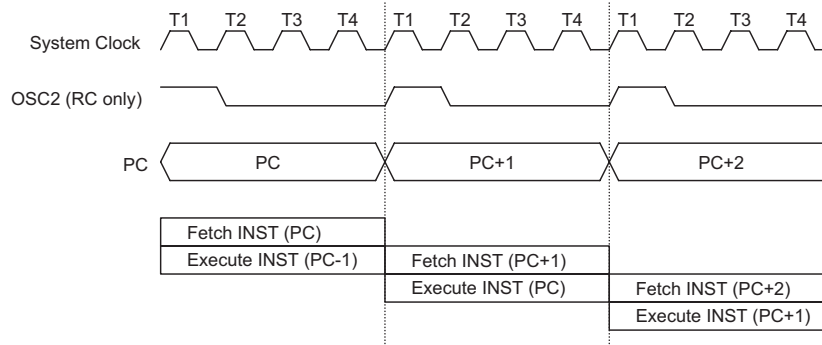 T1 T2 T3 T4 T1 T2 T3 T4 T1 T2 T3 T4
System Clock
OSC2 (RC only)
PC PC PC+1 PC+2
Fetch INST (PC)
Execute INST (PC-1) Fetch INST (PC+1)
Execute INST (PC) Fetch INST (PC+2)
Execute INST (PC+1)